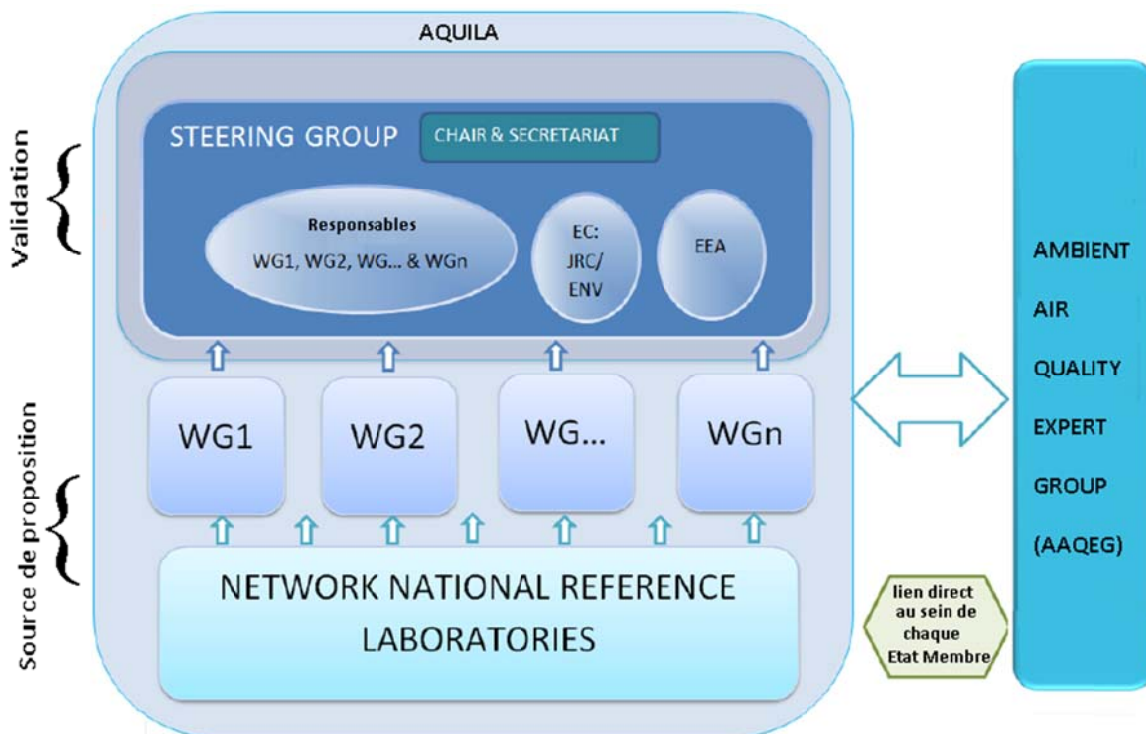 AQUILA
STEERING GROUP
CHAIR & SECRETARIAT
Responsables
WG1, WG2, WG... & WGn
EC:
JRC/
ENV
EEA
Validation
WG1
WG2
WG...
WGn
Source de proposition
NETWORK NATIONAL REFERENCE
LABORATORIES
lien direct
au sein de
chaque
Etat Membre
AMBIENT
AIR
QUALITY
EXPERT
GROUP
(AAQEG)